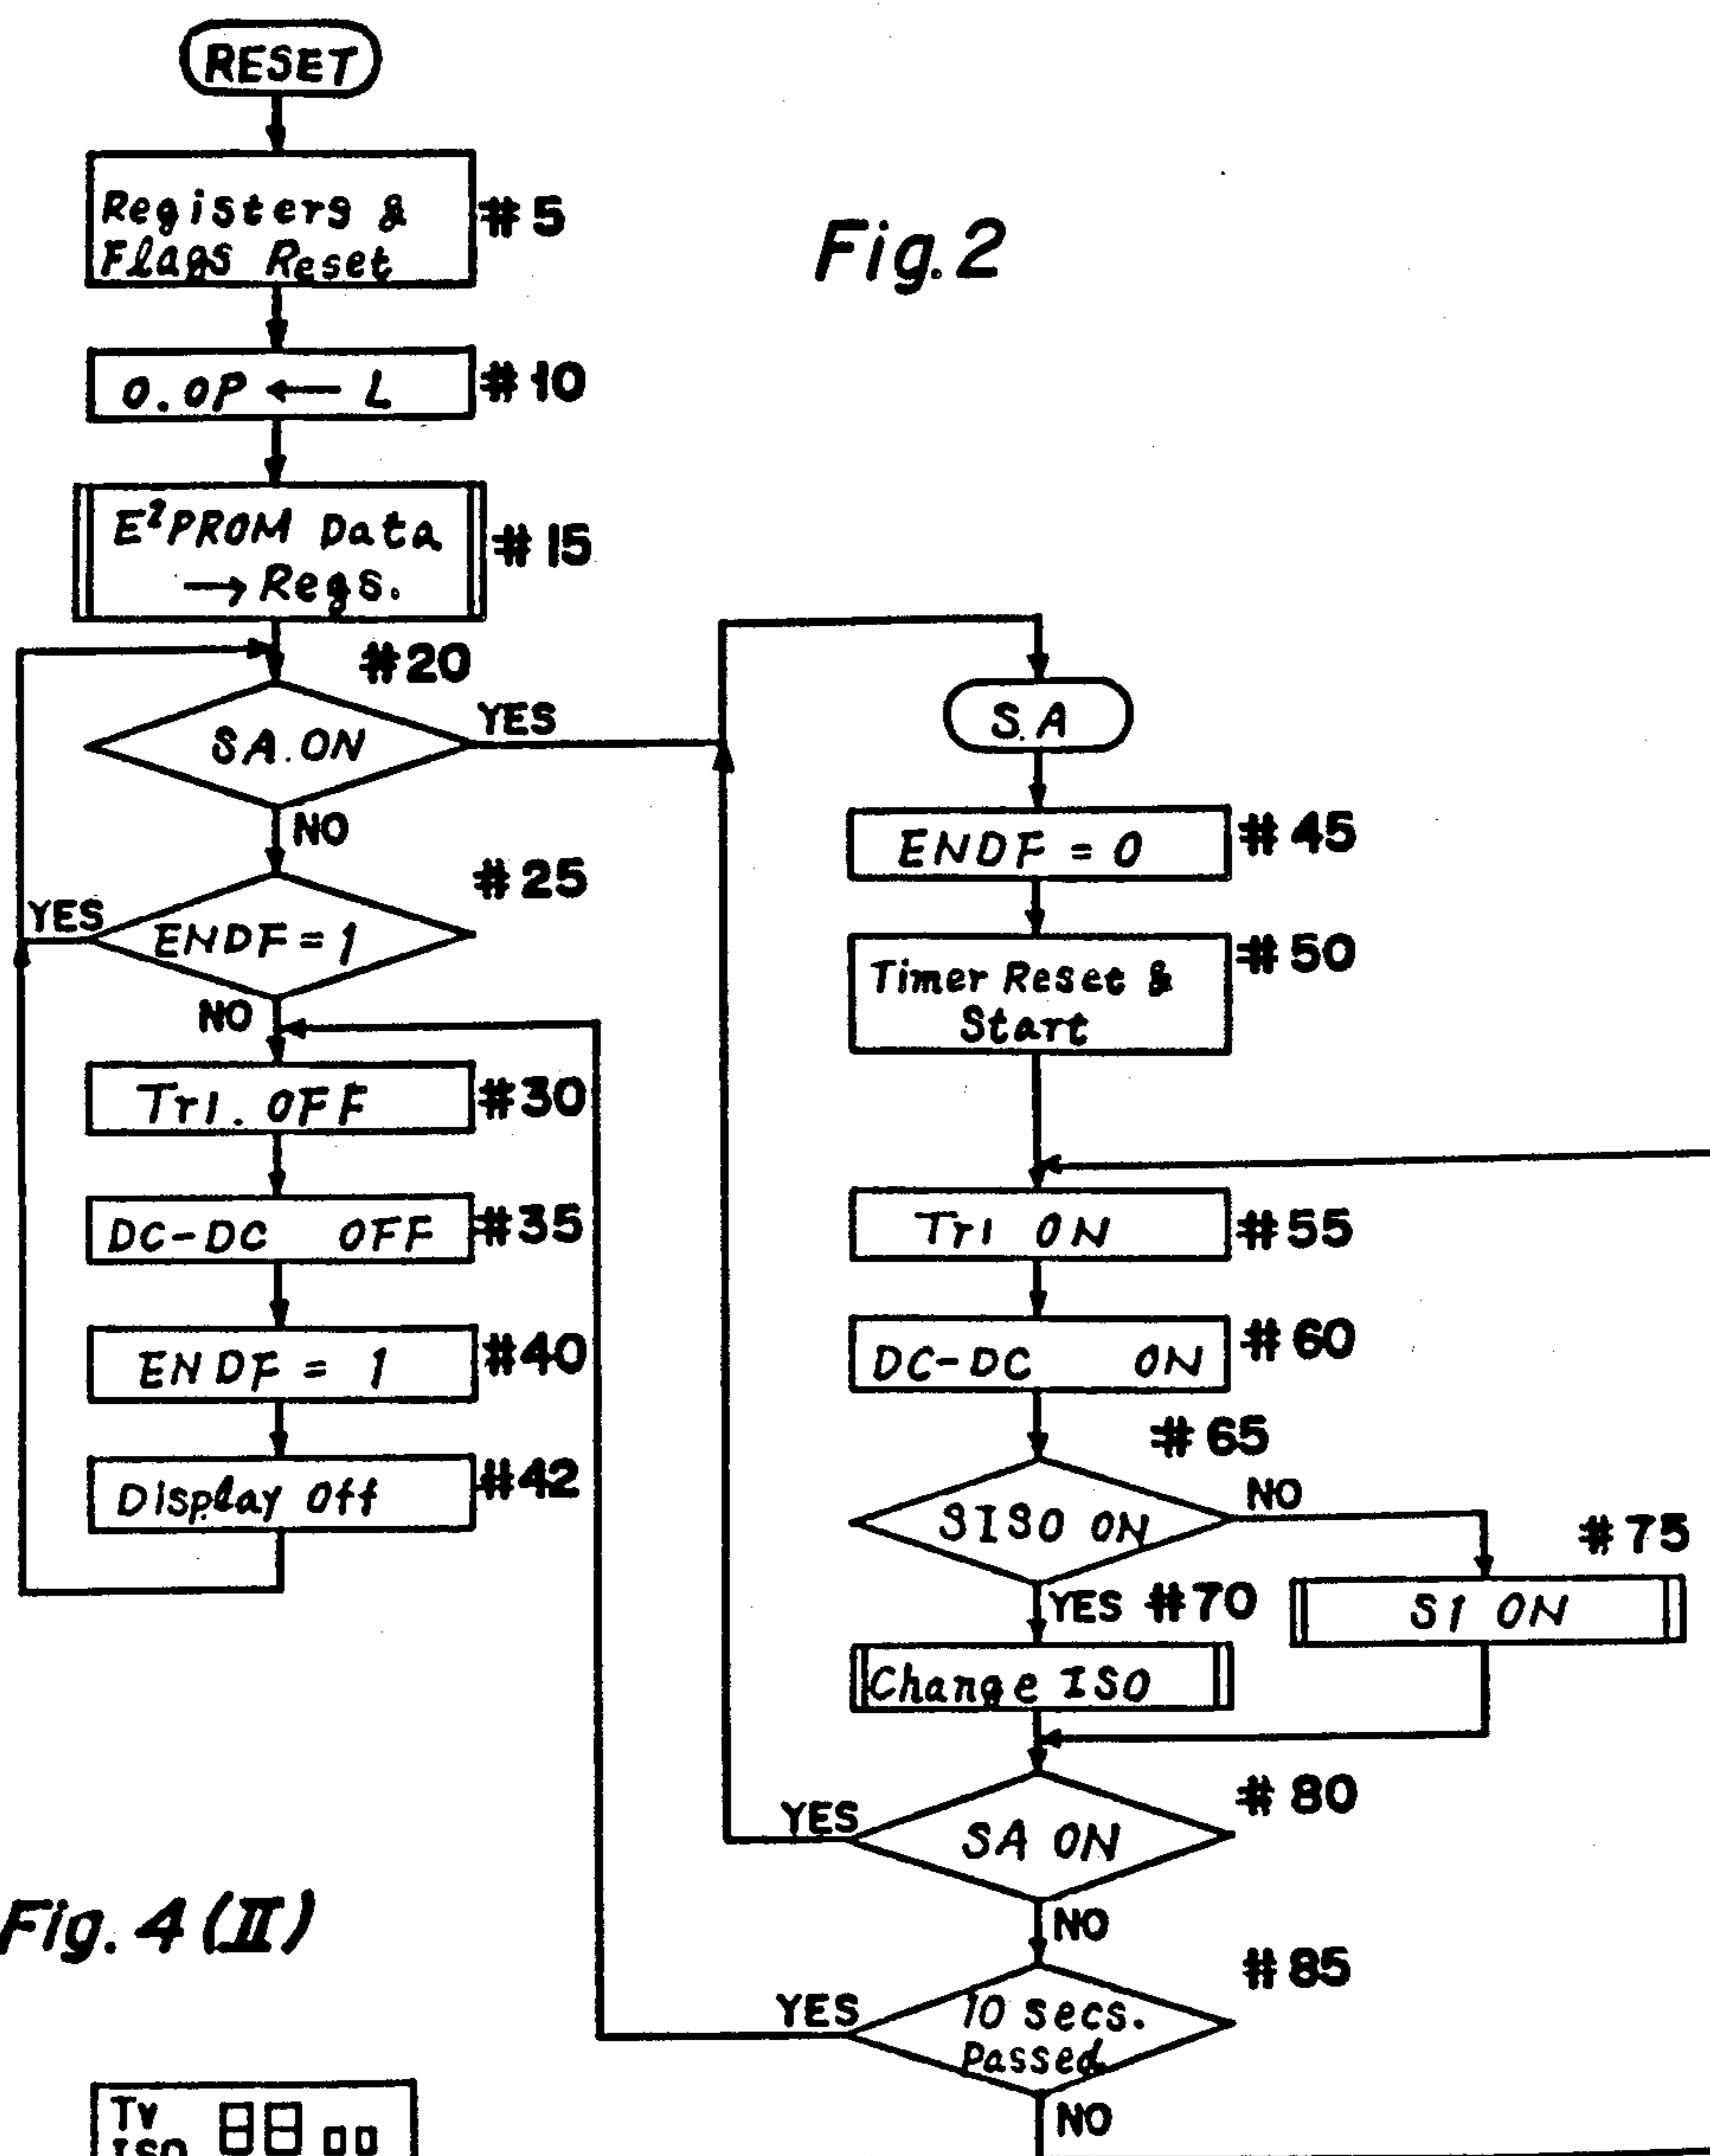 RESET
Registers &
Flags Reset
#5
Fig. 2
O.OP ← L
#10
E²PROM Data
→ Regs.
#15
#20
SA.ON
YES
NO
#25
ENDF = 1
YES
NO
Tr1. OFF
#30
DC-DC OFF
#35
ENDF = 1
#40
Display Off
#42
S.A
ENDF = 0
#45
Timer Reset &
Start
#50
Tr1 ON
#55
DC-DC ON
#60
#65
SISO ON
NO
YES
#70
Change ISO
#75
S1 ON
#80
SA ON
YES
NO
#85
10 secs.
Passed
YES
NO
Fig. 4 (II)
Tv
ISO
88
00